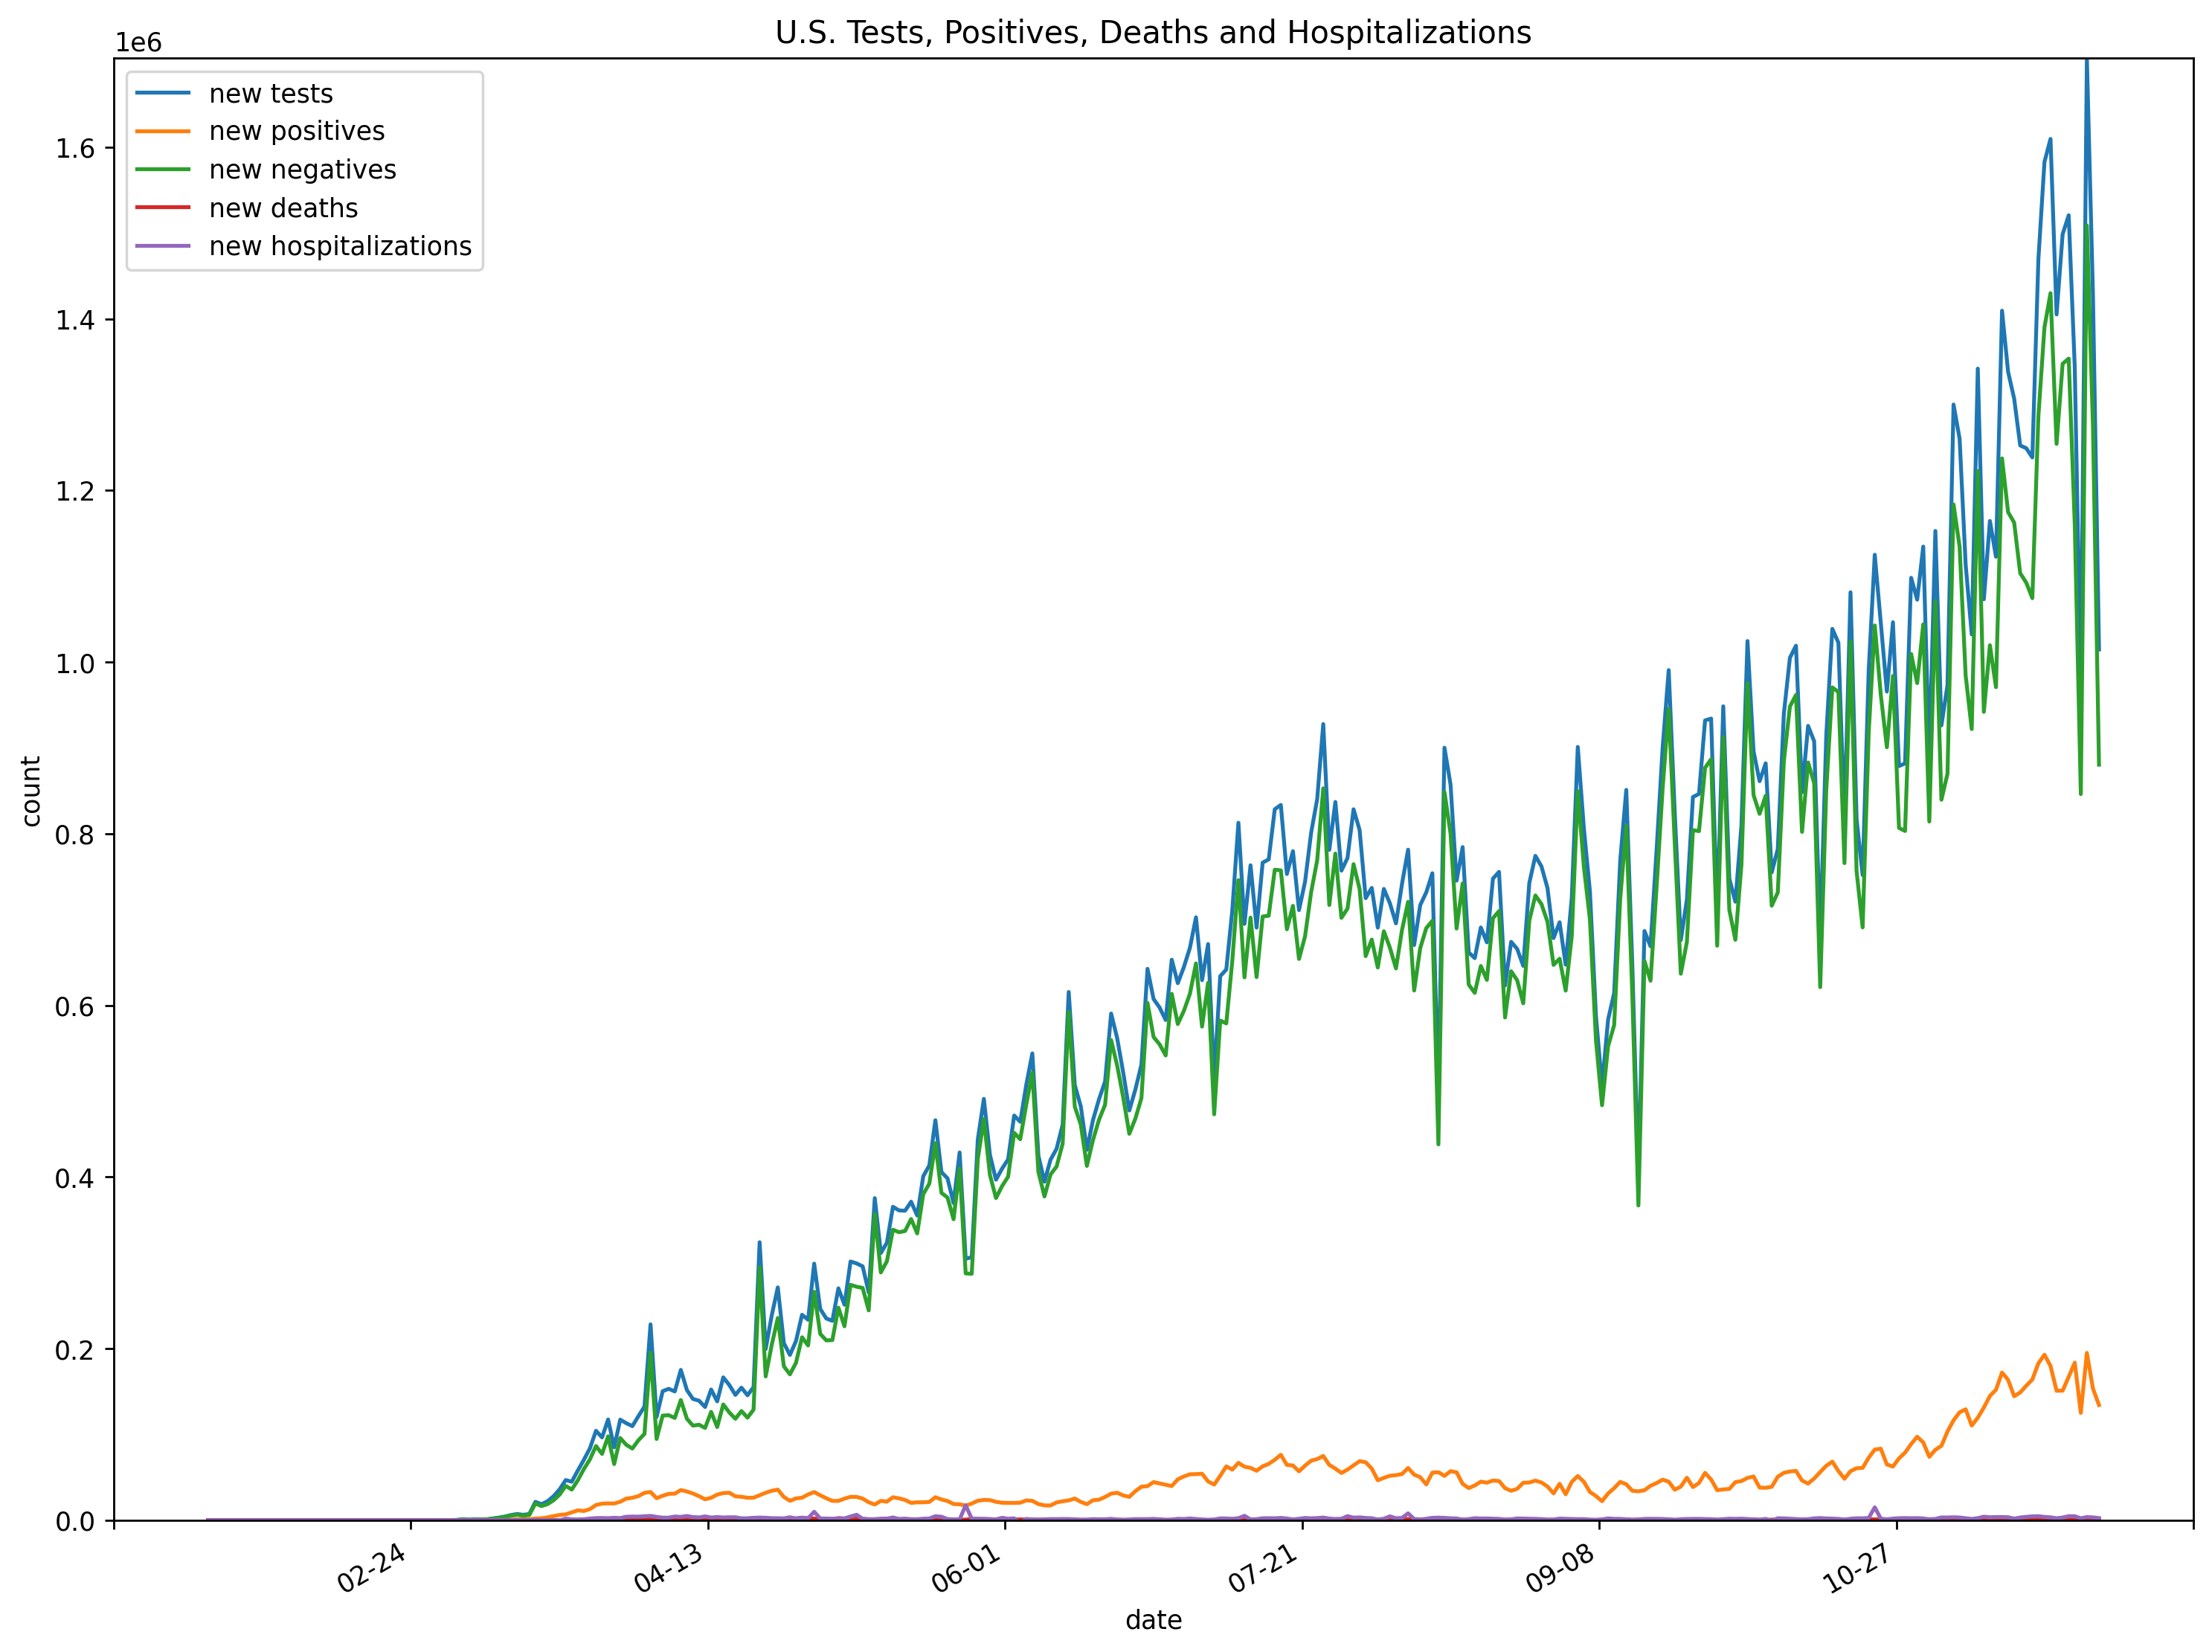 U.S. Tests, Positives, Deaths and Hospitalizations
1e6
new tests
new positives
new negatives
new deaths
new hospitalizations
1.6
1.4
1.2
1.0
0.8
0.6
0.4
0.2
0.0
count
02-24
04-13
06-01
07-21
09-08
10-27
date